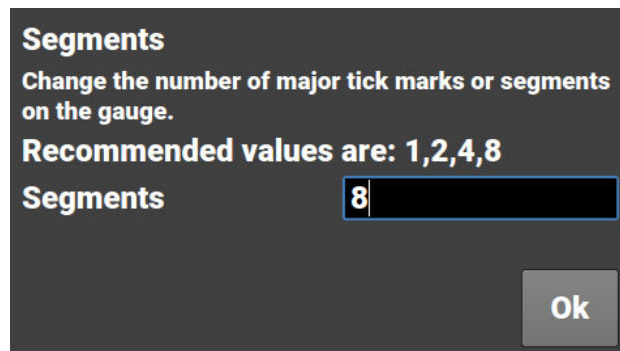 Segments
Change the number of major tick marks or segments
on the gauge.
Recommended values are: 1,2,4,8
Segments 8
Ok